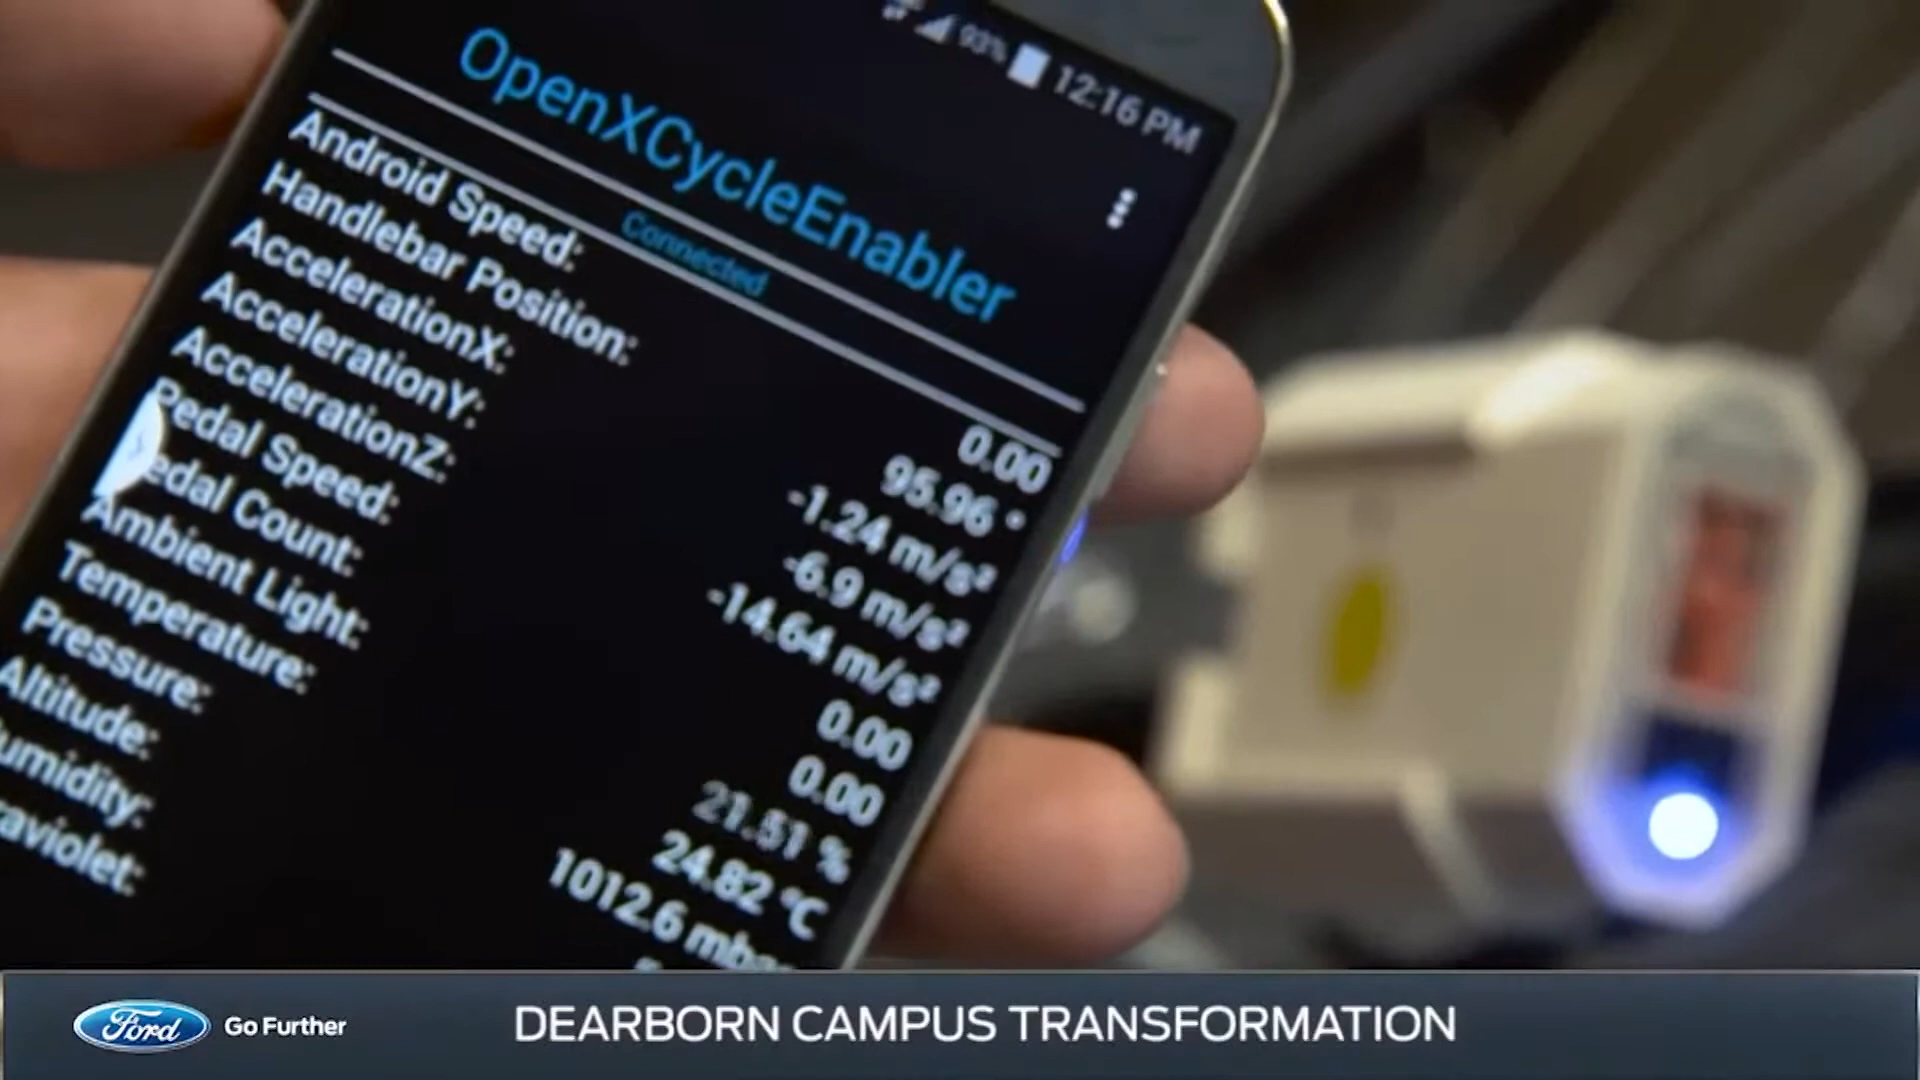 93% 12:16 PM
OpenXCycleEnabler
Connected
Android Speed: 0.00
Handlebar Position: 95.96 °
AccelerationX: -1.24 m/s²
AccelerationY: -6.9 m/s²
AccelerationZ: -14.64 m/s²
Pedal Speed: 0.00
edal Count: 0.00
Ambient Light: 21.51 %
Temperature: 24.82 °C
Pressure: 1012.6 mba
Altitude:
umidity:
raviolet:
Ford Go Further
DEARBORN CAMPUS TRANSFORMATION